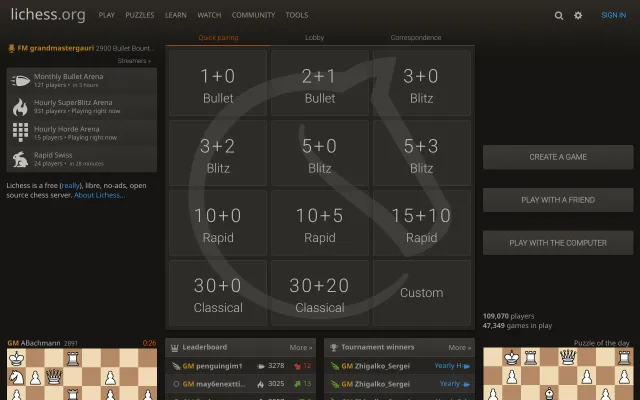 lichess.org
PLAY PUZZLES LEARN WATCH COMMUNITY TOOLS
SIGN IN
FM grandmastergauri 2900 Bullet Bount...
Streamers »
Monthly Bullet Arena
121 players • in 3 hours
Hourly SuperBlitz Arena
931 players • Playing right now
Hourly Horde Arena
15 players • Playing right now
Rapid Swiss
24 players • in 28 minutes
Lichess is a free (really), libre, no-ads, open
source chess server. About Lichess...
Quick pairing Lobby Correspondence
1+0
Bullet
2+1
Bullet
3+0
Blitz
3+2
Blitz
5+0
Blitz
5+3
Blitz
10+0
Rapid
10+5
Rapid
15+10
Rapid
30+0
Classical
30+20
Classical
Custom
CREATE A GAME
PLAY WITH A FRIEND
PLAY WITH THE COMPUTER
109,070 players
47,349 games in play
GM ABachmann 2891 0:26
Leaderboard More »
GM penguingim1 3278 12
GM may6enextti... 3025 13
Tournament winners More »
GM Zhigalko_Sergei Yearly H
GM Zhigalko_Sergei Yearly
Puzzle of the day